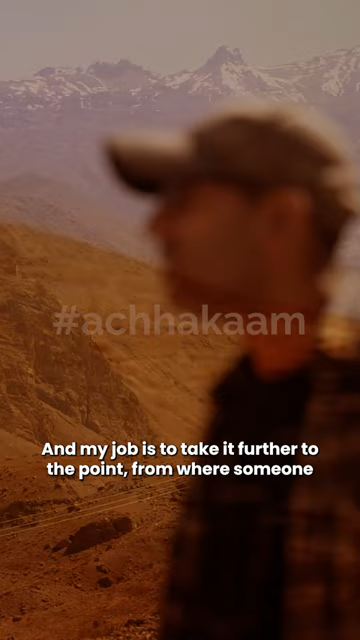 #achhakaam
And my job is to take it further to
the point, from where someone